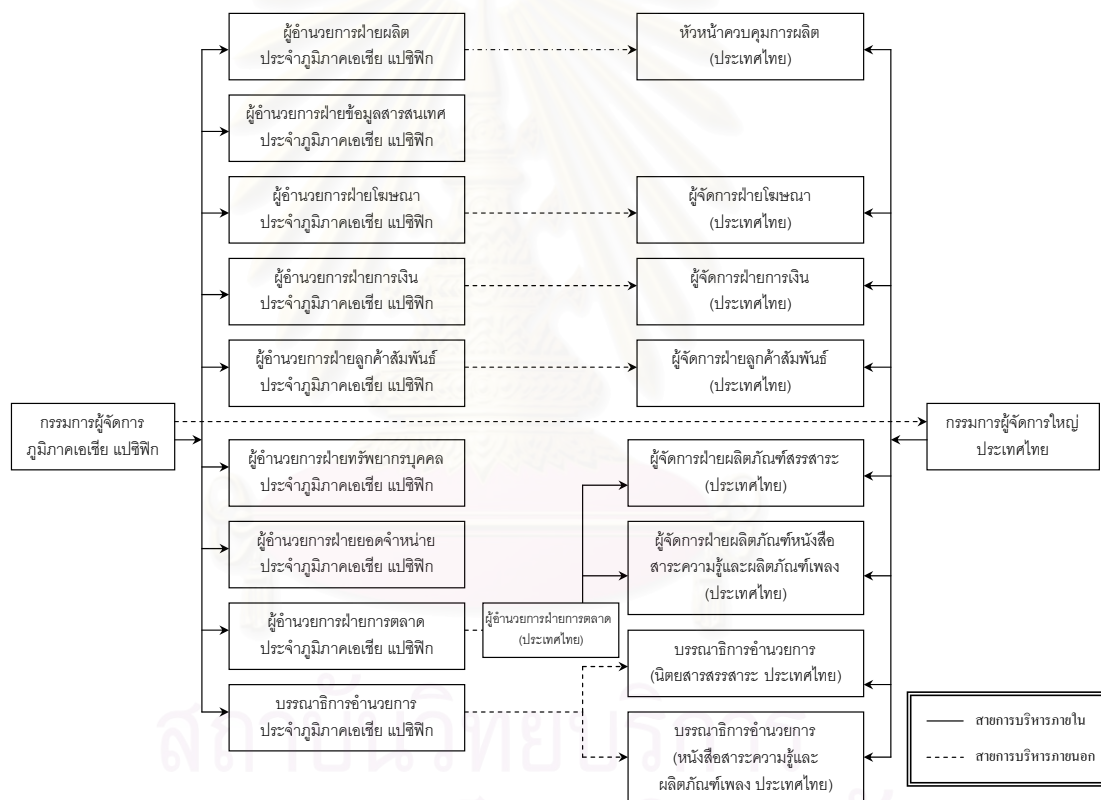 ผู้อำนวยการฝ่ายผลิต
ประจำภูมิภาคเอเชีย แปซิฟิก
หัวหน้าควบคุมการผลิต
(ประเทศไทย)
ผู้อำนวยการฝ่ายข้อมูลสารสนเทศ
ประจำภูมิภาคเอเชีย แปซิฟิก
ผู้อำนวยการฝ่ายโฆษณา
ประจำภูมิภาคเอเชีย แปซิฟิก
ผู้จัดการฝ่ายโฆษณา
(ประเทศไทย)
ผู้อำนวยการฝ่ายการเงิน
ประจำภูมิภาคเอเชีย แปซิฟิก
ผู้จัดการฝ่ายการเงิน
(ประเทศไทย)
ผู้อำนวยการฝ่ายลูกค้าสัมพันธ์
ประจำภูมิภาคเอเชีย แปซิฟิก
ผู้จัดการฝ่ายลูกค้าสัมพันธ์
(ประเทศไทย)
กรรมการผู้จัดการ
ภูมิภาคเอเชีย แปซิฟิก
กรรมการผู้จัดการใหญ่
ประเทศไทย
ผู้อำนวยการฝ่ายทรัพยากรบุคคล
ประจำภูมิภาคเอเชีย แปซิฟิก
ผู้จัดการฝ่ายผลิตภัณฑ์สรรสาระ
(ประเทศไทย)
ผู้อำนวยการฝ่ายยอดจำหน่าย
ประจำภูมิภาคเอเชีย แปซิฟิก
ผู้จัดการฝ่ายผลิตภัณฑ์หนังสือ
สาระความรู้และผลิตภัณฑ์เพลง
(ประเทศไทย)
ผู้อำนวยการฝ่ายการตลาด
ประจำภูมิภาคเอเชีย แปซิฟิก
ผู้อำนวยการฝ่ายการตลาด
(ประเทศไทย)
บรรณาธิการอำนวยการ
(นิตยสารสรรสาระ ประเทศไทย)
บรรณาธิการอำนวยการ
ประจำภูมิภาคเอเชีย แปซิฟิก
บรรณาธิการอำนวยการ
(หนังสือสาระความรู้และ
ผลิตภัณฑ์เพลง ประเทศไทย)
สายการบริหารภายใน
สายการบริหารภายนอก
สถาบันวิทยบริการ